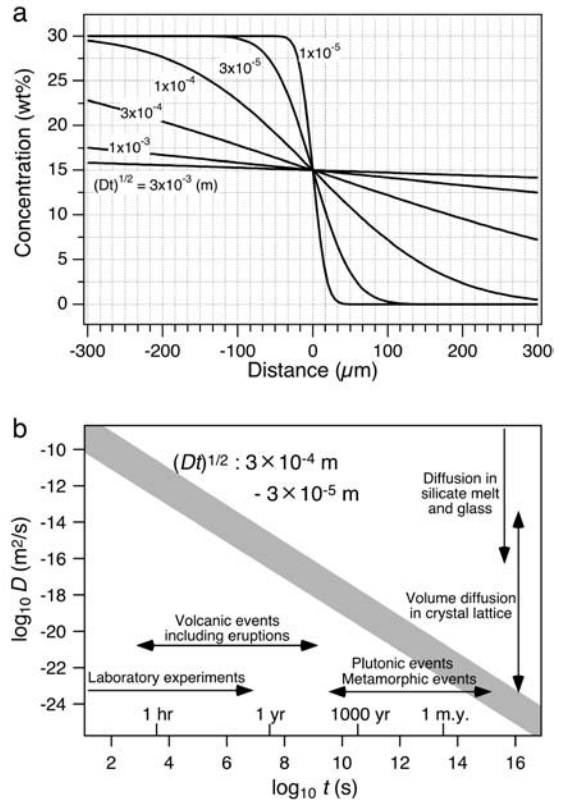 a
Concentration (wt%)
30
25
20
15
10
5
0
1x10-5
3x10-5
1x10-4
3x10-4
1x10-3
(Dt)1/2 = 3x10-3 (m)
-300 -200 -100 0 100 200 300
Distance (μm)
b
log10 D (m2/s)
-10
-12
-14
-16
-18
-20
-22
-24
(Dt)1/2 : 3×10-4 m
- 3×10-5 m
Diffusion in
silicate melt
and glass
Volume diffusion
in crystal lattice
Volcanic events
including eruptions
Laboratory experiments
Plutonic events
Metamorphic events
1 hr 1 yr 1000 yr 1 m.y.
2 4 6 8 10 12 14 16
log10 t (s)